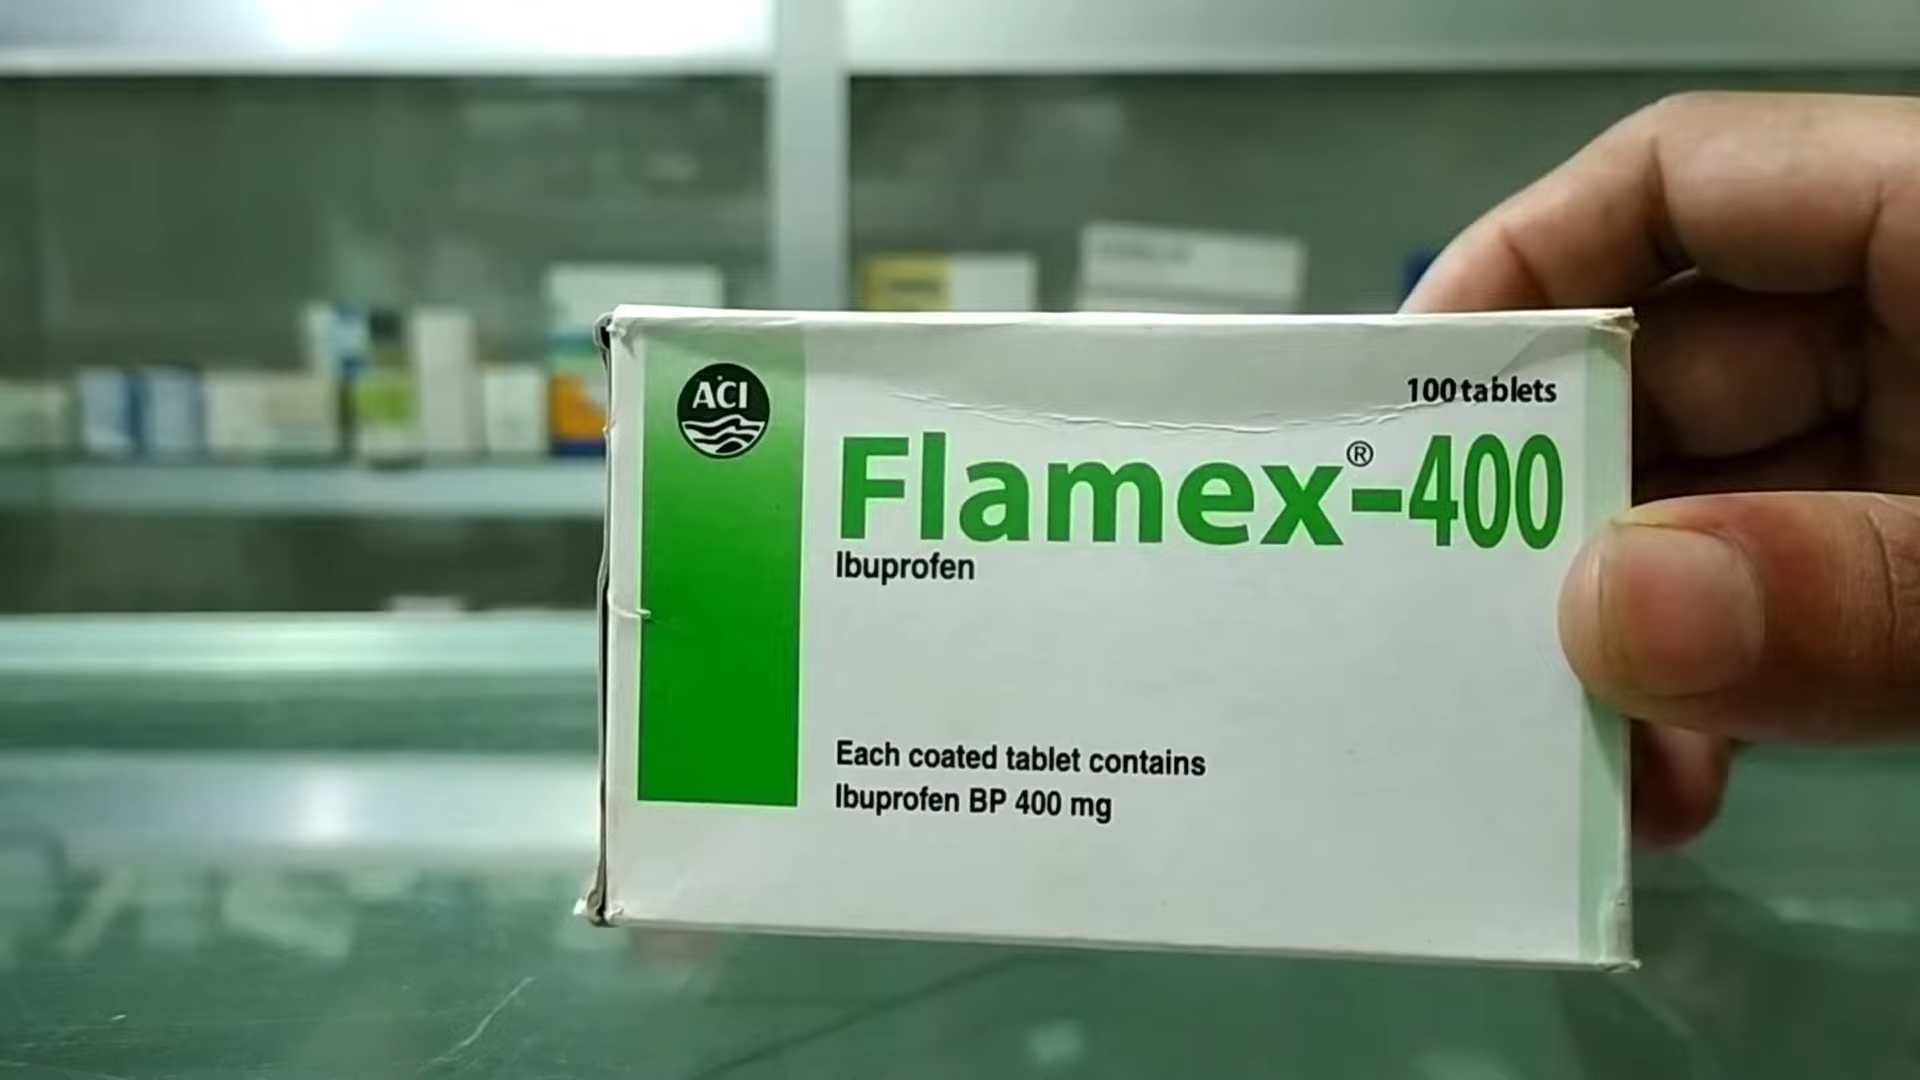 ACI
100 tablets
Flamex®-400
Ibuprofen
Each coated tablet contains
Ibuprofen BP 400 mg